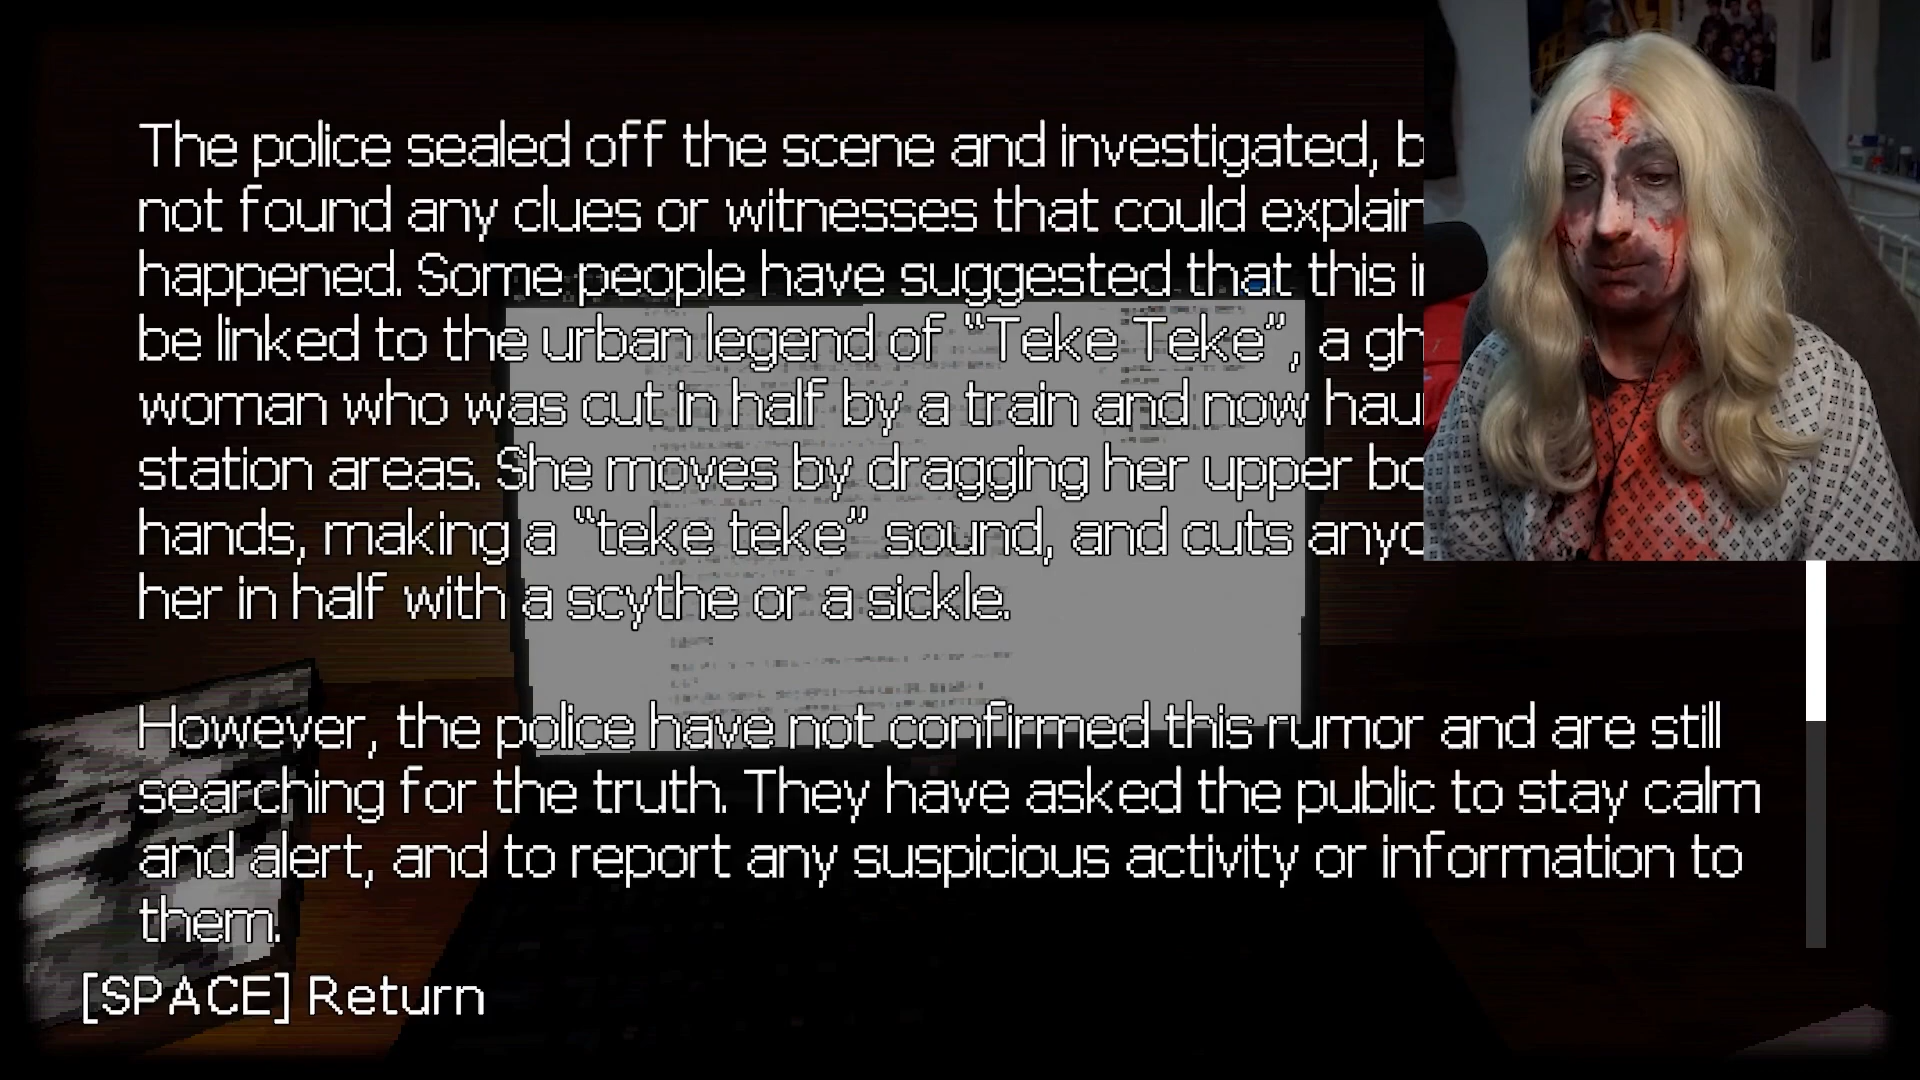 The police sealed off the scene and investigated,
not found any clues or witnesses that could explain
happened. Some people have suggested that this
be linked to the urban legend of "Teke Teke", a
woman who was cut in half by a train and now
station areas. She moves by dragging her upper
hands, making a "teke teke" sound, and cuts
her in half with a scythe or a sickle.
However, the police have not confirmed this rumor and are still
searching for the truth. They have asked the public to stay calm
and alert, and to report any suspicious activity or information to
them.
[SPACE] Return